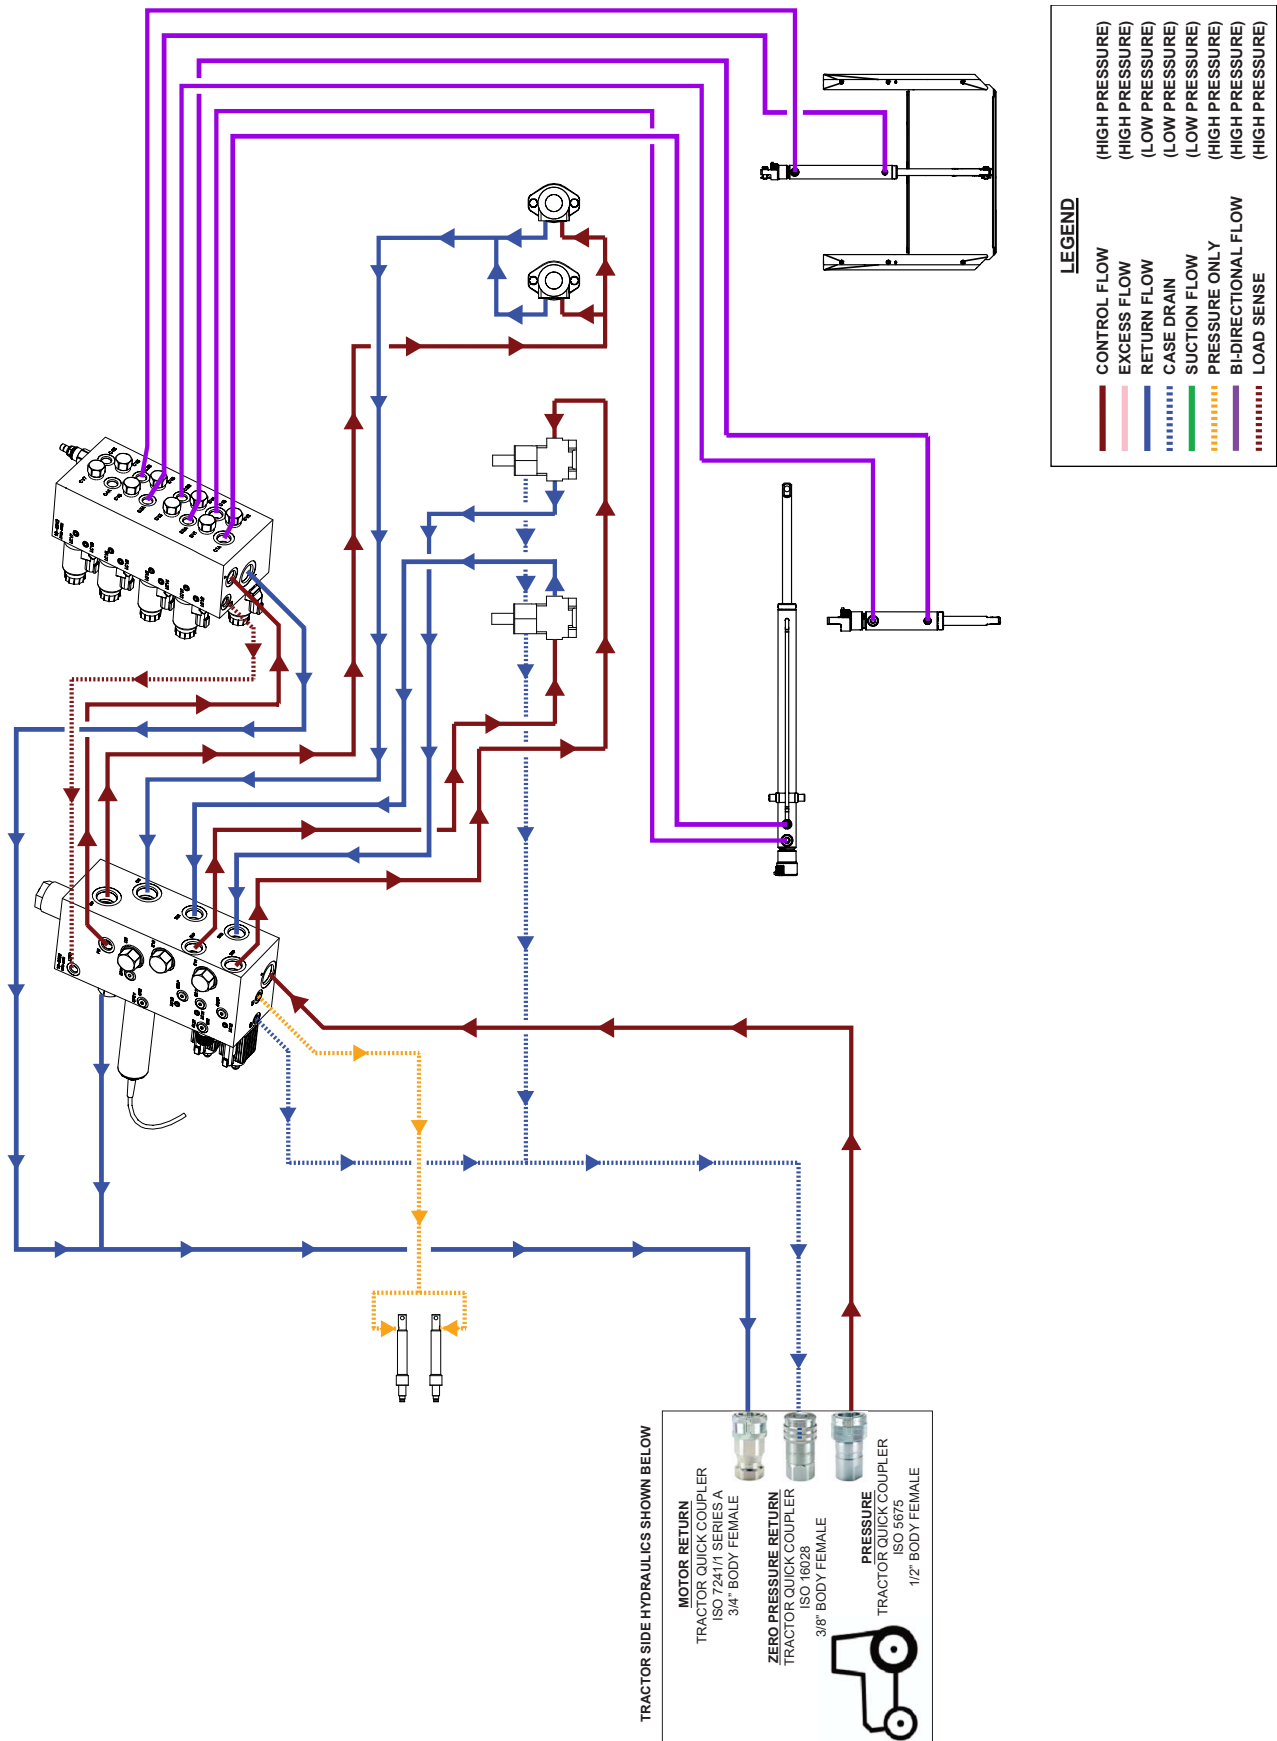 LEGEND
CONTROL FLOW (HIGH PRESSURE)
EXCESS FLOW (HIGH PRESSURE)
RETURN FLOW (LOW PRESSURE)
CASE DRAIN (LOW PRESSURE)
SUCTION FLOW (LOW PRESSURE)
PRESSURE ONLY (HIGH PRESSURE)
BI-DIRECTIONAL FLOW (HIGH PRESSURE)
LOAD SENSE (HIGH PRESSURE)
TRACTOR SIDE HYDRAULICS SHOWN BELOW
MOTOR RETURN
TRACTOR QUICK COUPLER
ISO 7241/1 SERIES A
3/4" BODY FEMALE
ZERO PRESSURE RETURN
TRACTOR QUICK COUPLER
ISO 16028
3/8" BODY FEMALE
PRESSURE
TRACTOR QUICK COUPLER
ISO 5675
1/2" BODY FEMALE